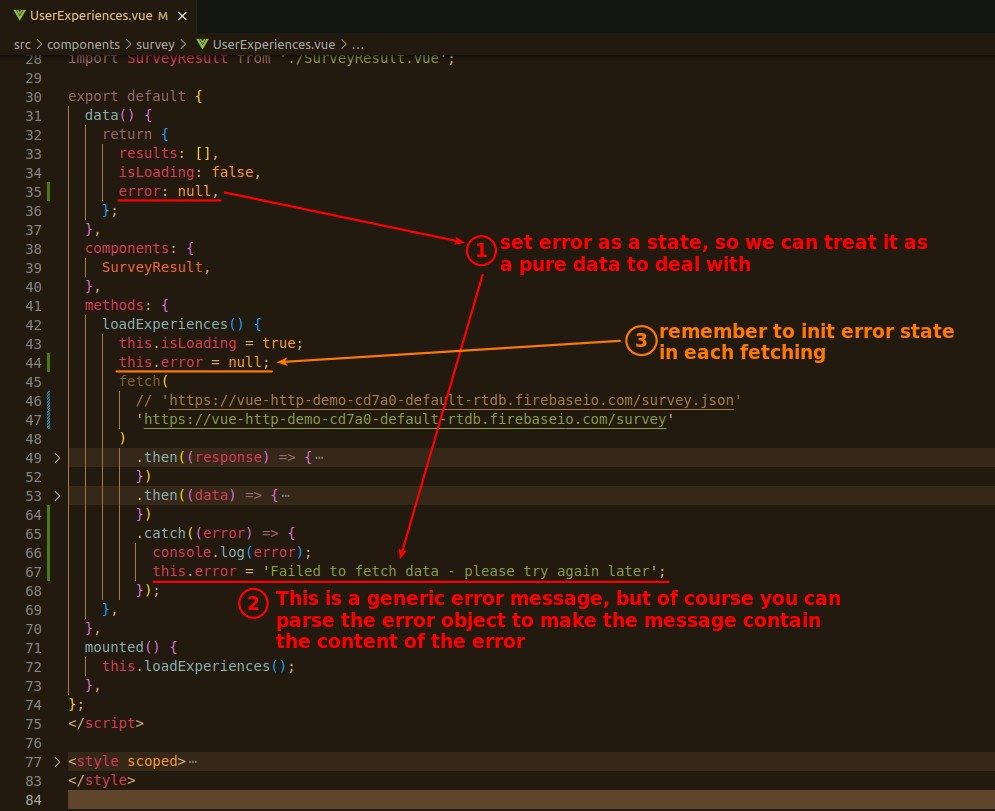 UserExperiences.vue M ×
src > components > survey > UserExperiences.vue > ...
28 import SurveyResult from './SurveyResult.vue';
29
30 export default {
31 data() {
32 return {
33 results: [],
34 isLoading: false,
35 error: null,
36 };
37 },
① set error as a state, so we can treat it as
a pure data to deal with
38 components: {
39 SurveyResult,
40 },
41 methods: {
42 loadExperiences() {
43 this.isLoading = true;
44 this.error = null;
③ remember to init error state
in each fetching
45 fetch(
46 // 'https://vue-http-demo-cd7a0-default-rtdb.firebaseio.com/survey.json'
47 'https://vue-http-demo-cd7a0-default-rtdb.firebaseio.com/survey'
48 )
49 > .then((response) => {⋯
52 })
53 > .then((data) => {⋯
64 })
65 .catch((error) => {
66 console.log(error);
67 this.error = 'Failed to fetch data - please try again later';
68 });
② This is a generic error message, but of course you can
parse the error object to make the message contain
the content of the error
69 },
70 },
71 mounted() {
72 this.loadExperiences();
73 },
74 };
75 </script>
76
77 > <style scoped>⋯
83 </style>
84